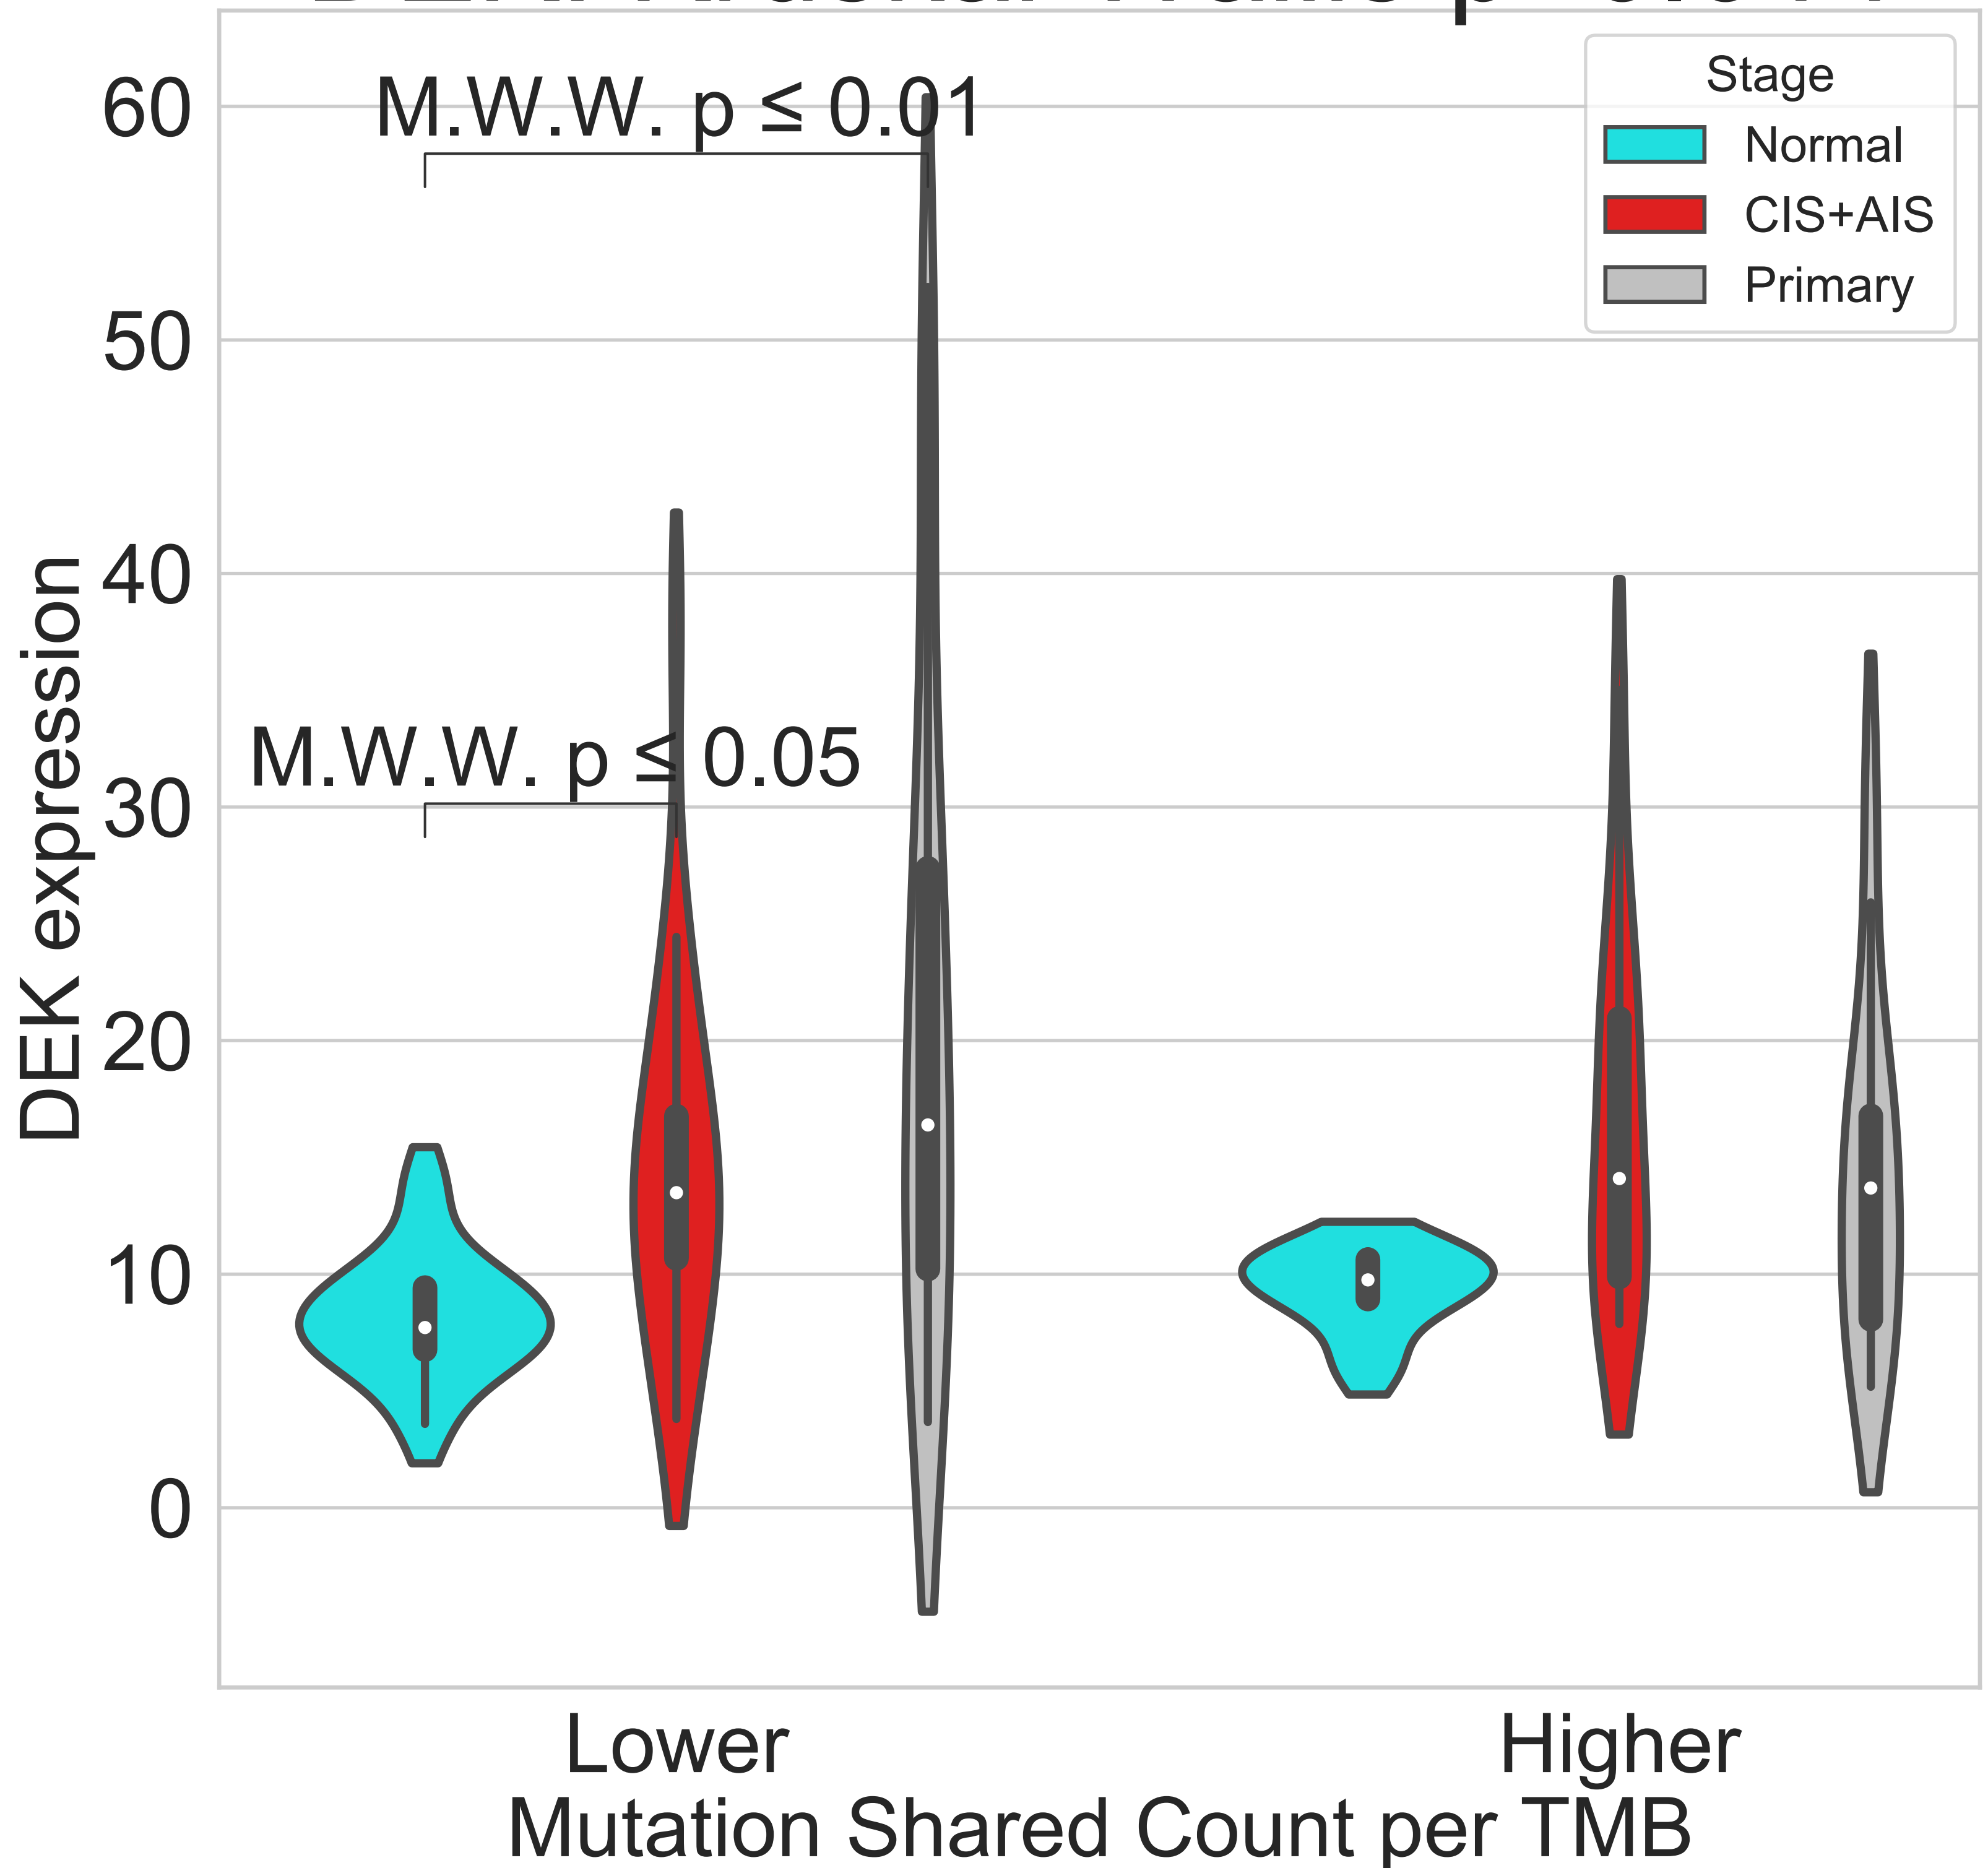 60
50
40
30
20
10
0
DEK expression
M.W.W. p ≤ 0.01
M.W.W. p ≤ 0.05
Stage
Normal
CIS+AIS
Primary
Lower
Higher
Mutation Shared Count per TMB